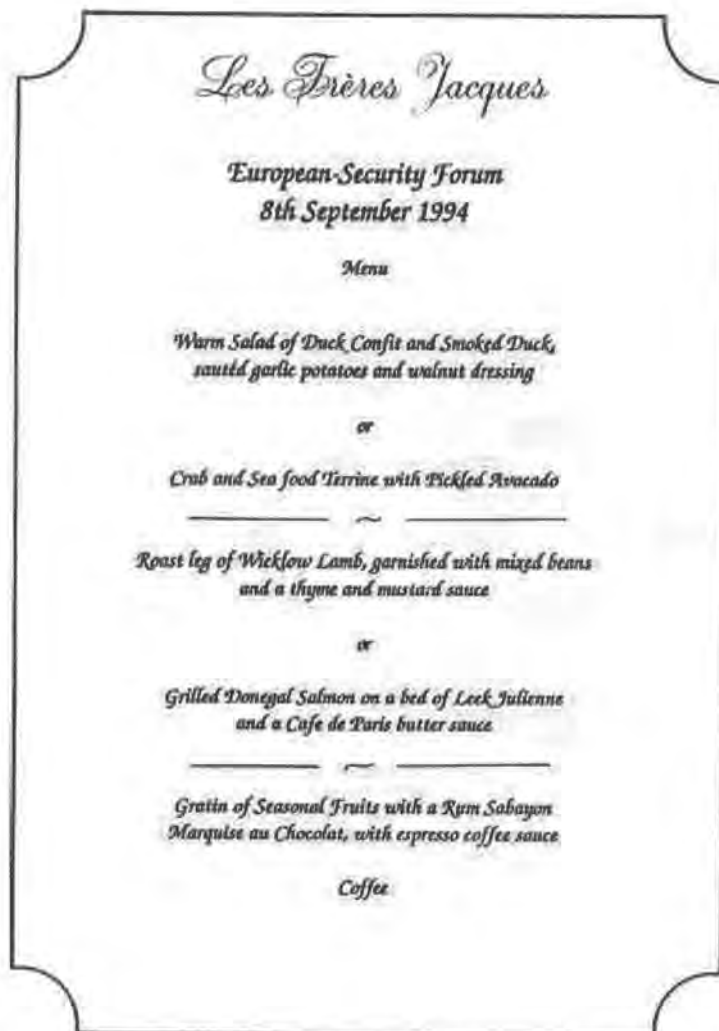 Les Frères Jacques
European-Security Forum
8th September 1994
Menu
Warm Salad of Duck Confit and Smoked Duck,
sautéd garlic potatoes and walnut dressing
or
Crab and Sea food Terrine with Pickled Avacado
Roast leg of Wicklow Lamb, garnished with mixed beans
and a thyme and mustard sauce
or
Grilled Donegal Salmon on a bed of Leek Julienne
and a Cafe de Paris butter sauce
Gratin of Seasonal Fruits with a Rum Sabayon
Marquise au Chocolat, with espresso coffee sauce
Coffee